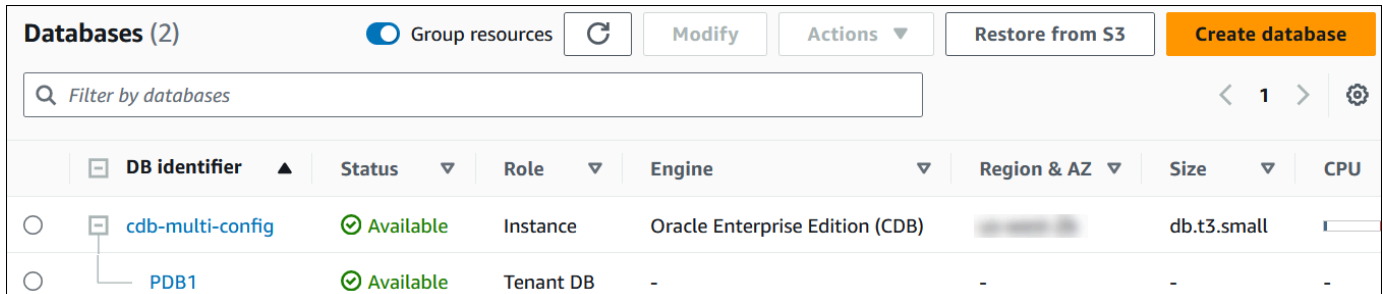 Databases (2) Group resources Modify Actions Restore from S3 Create database
Filter by databases 1
DB identifier Status Role Engine Region & AZ Size CPU
cdb-multi-config Available Instance Oracle Enterprise Edition (CDB) db.t3.small
PDB1 Available Tenant DB - - - -